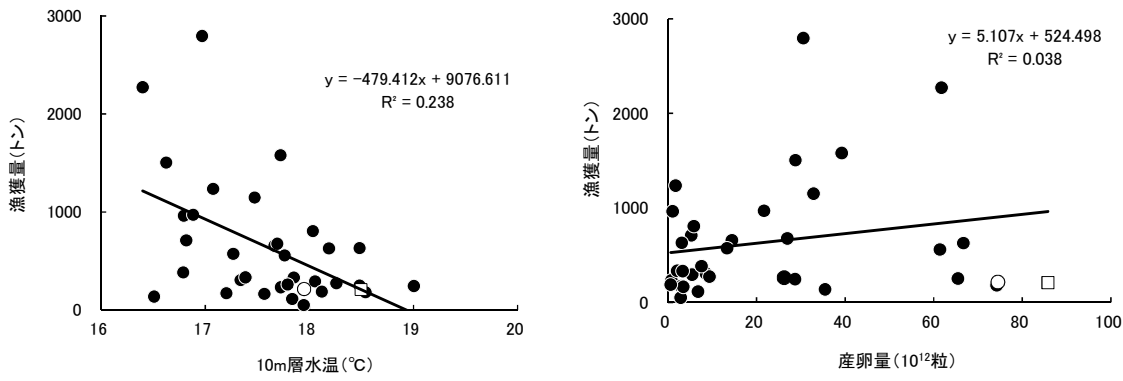 3000
2000
1000
0
16
17
18
19
20
漁獲量(トン)
10m層水温(℃)
y = −479.412x + 9076.611
R² = 0.238
3000
2000
1000
0
0
20
40
60
80
100
漁獲量(トン)
産卵量(10¹²粒)
y = 5.107x + 524.498
R² = 0.038